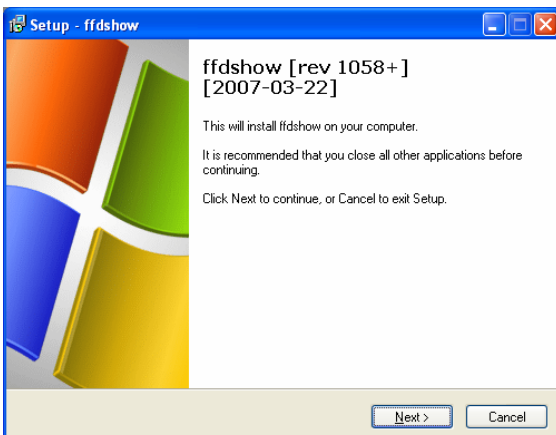 Setup - ffdshow
ffdshow [rev 1058+]
[2007-03-22]
This will install ffdshow on your computer.
It is recommended that you close all other applications before
continuing.
Click Next to continue, or Cancel to exit Setup.
Next >
Cancel